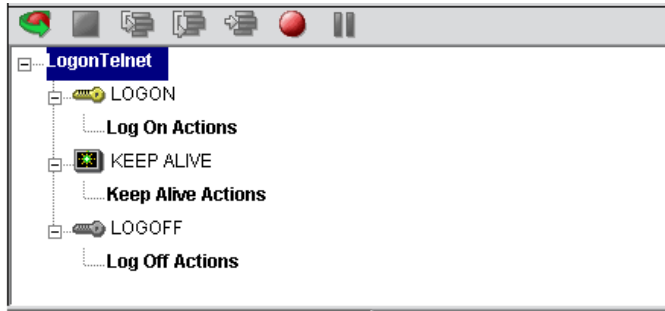 LogonTelnet
LOGON
Log On Actions
KEEP ALIVE
Keep Alive Actions
LOGOFF
Log Off Actions